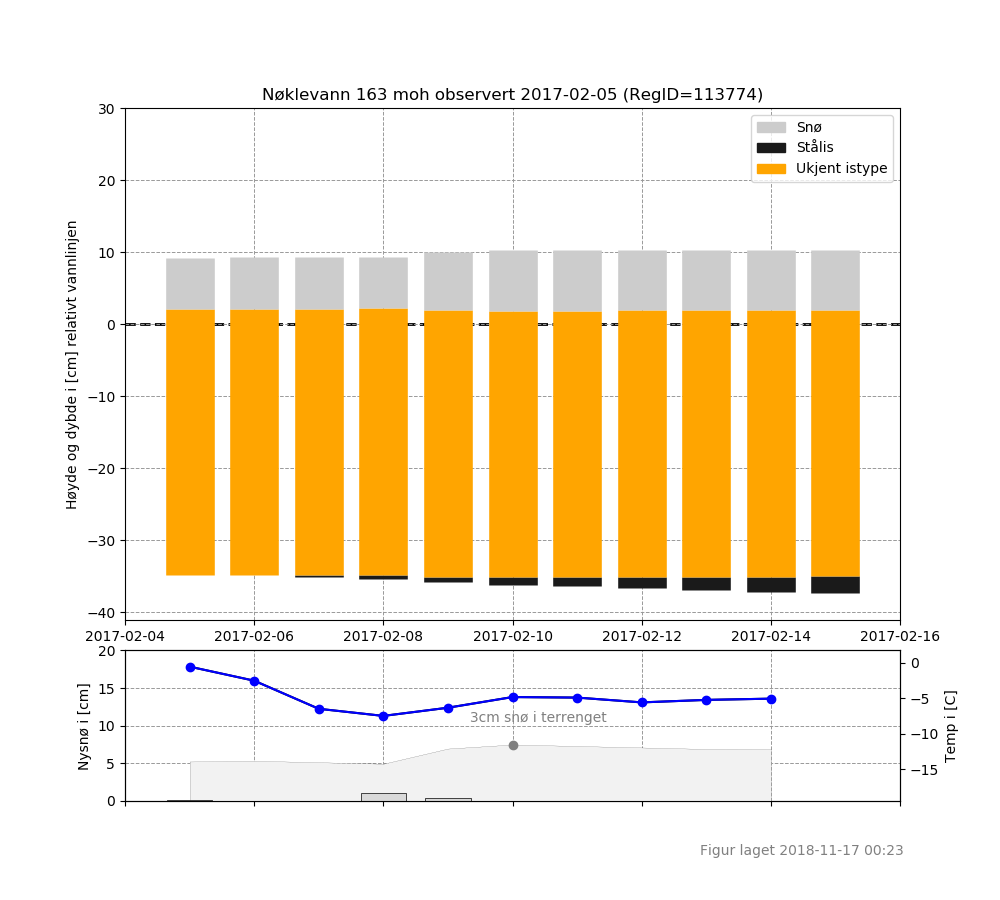 Nøklevann 163 moh observert 2017-02-05 (RegID=113774)
30
20
10
0
−10
−20
−30
−40
Høyde og dybde i [cm] relativt vannlinjen
Snø
Stålis
Ukjent istype
2017-02-04
2017-02-06
2017-02-08
2017-02-10
2017-02-12
2017-02-14
2017-02-16
20
15
10
5
0
Nysnø i [cm]
3cm snø i terrenget
0
−5
−10
−15
Temp i [C]
Figur laget 2018-11-17 00:23